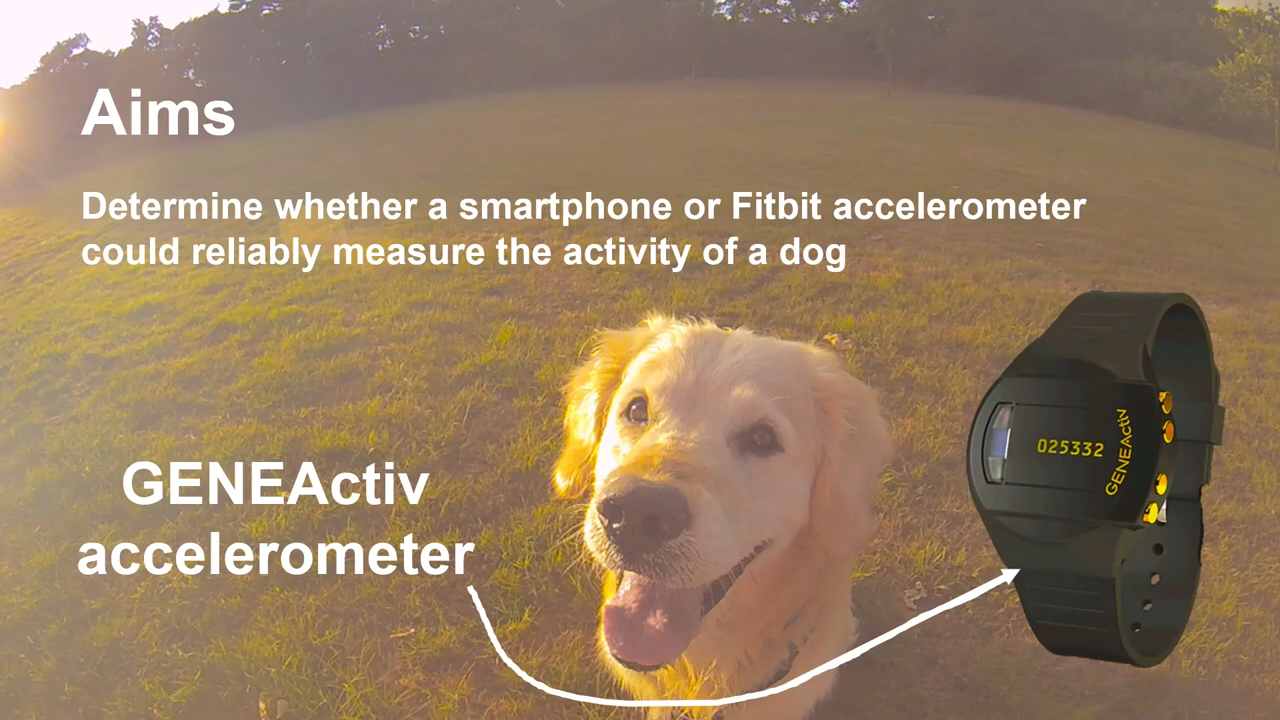 Aims
Determine whether a smartphone or Fitbit accelerometer
could reliably measure the activity of a dog
GENEActiv
accelerometer
025332
GENEActiv